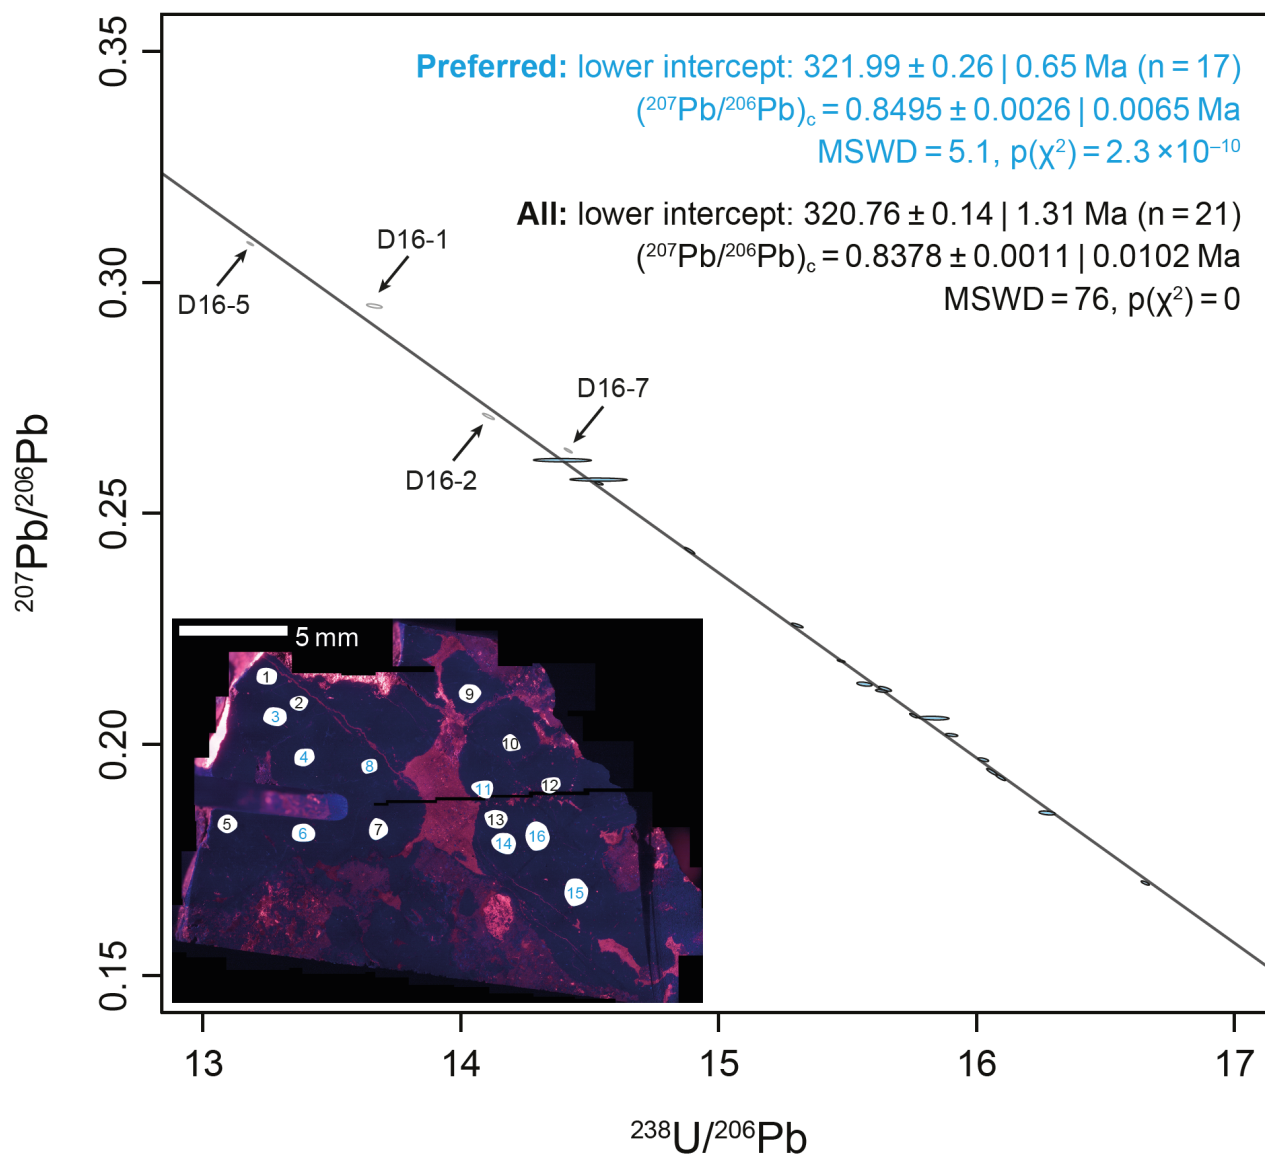 Preferred: lower intercept: 321.99 ± 0.26 | 0.65 Ma (n = 17)
(²⁰⁷Pb/²⁰⁶Pb)c = 0.8495 ± 0.0026 | 0.0065 Ma
MSWD = 5.1, p(χ²) = 2.3 ×10⁻¹⁰
All: lower intercept: 320.76 ± 0.14 | 1.31 Ma (n = 21)
(²⁰⁷Pb/²⁰⁶Pb)c = 0.8378 ± 0.0011 | 0.0102 Ma
MSWD = 76, p(χ²) = 0
0.35
0.30
0.25
0.20
0.15
²⁰⁷Pb/²⁰⁶Pb
D16-1
D16-5
D16-7
D16-2
5 mm
1
2
3
4
5
6
7
8
9
10
11
12
13
14
15
16
13
14
15
16
17
²³⁸U/²⁰⁶Pb